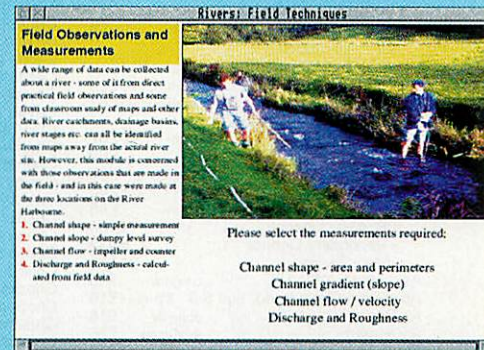 Rivers: Field Techniques
Field Observations and
Measurements
A wide range of data can be collected
about a river - some of it from direct
practical field observations and some
from classroom study of maps and other
data. River catchments, drainage basins,
river stages etc. can all be identified
from maps away from the actual river
site. However, this module is concerned
with those observations that are made in
the field - and in this case were made at
the three locations on the River
Harbourne.
1. Channel shape - simple measurement
2. Channel slope - dumpy level survey
3. Channel flow - impeller and counter
4. Discharge and Roughness - calcul-
ated from field data
Please select the measurements required:
Channel shape - area and perimeters
Channel gradient (slope)
Channel flow / velocity
Discharge and Roughness